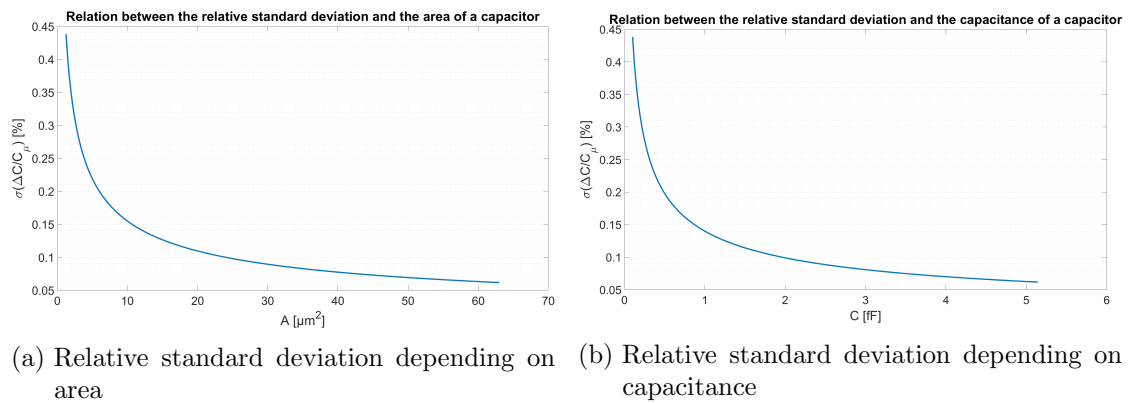 Relation between the relative standard deviation and the area of a capacitor
0.45
0.4
0.35
0.3
0.25
0.2
0.15
0.1
0.05
σ(ΔC/Cμ) [%]
0 10 20 30 40 50 60 70
A [μm²]
(a) Relative standard deviation depending on
area
Relation between the relative standard deviation and the capacitance of a capacitor
0.45
0.4
0.35
0.3
0.25
0.2
0.15
0.1
0.05
σ(ΔC/Cμ) [%]
0 1 2 3 4 5 6
C [fF]
(b) Relative standard deviation depending on
capacitance